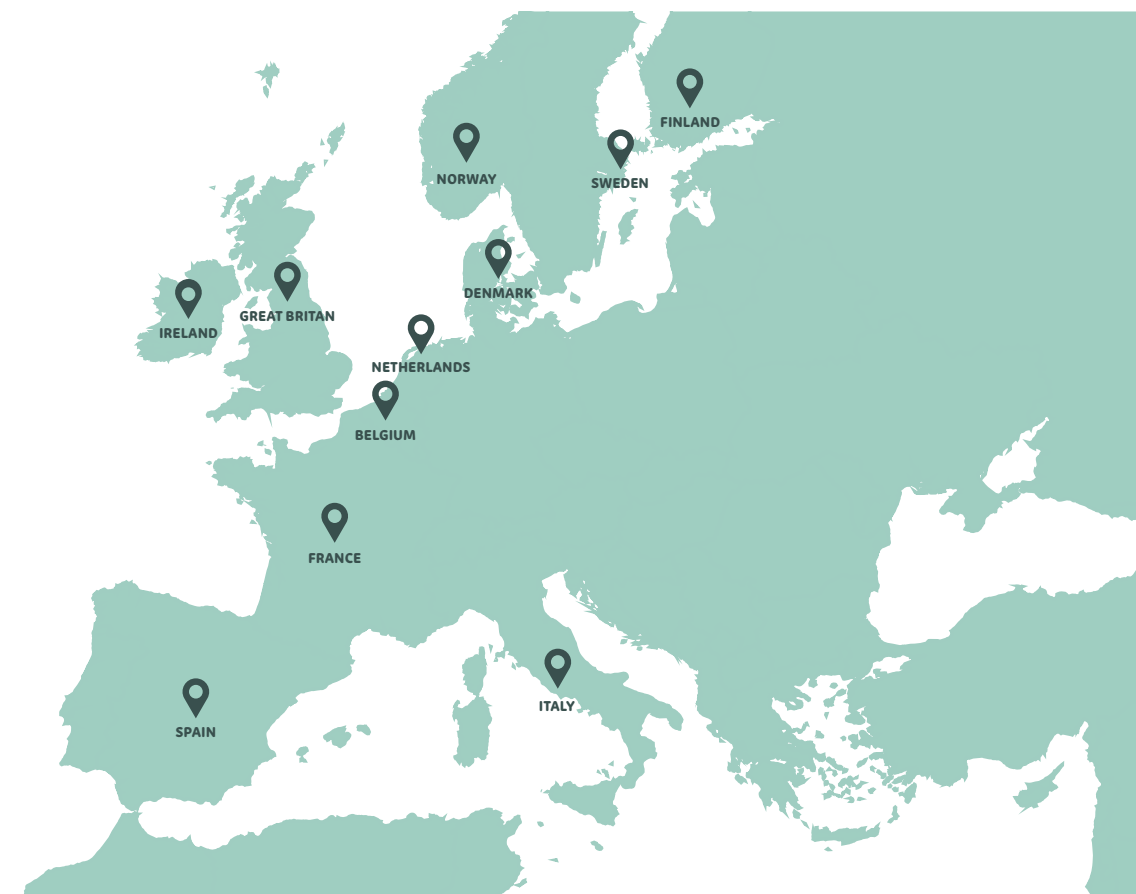 FINLAND
NORWAY
SWEDEN
DENMARK
GREAT BRITAN
IRELAND
NETHERLANDS
BELGIUM
FRANCE
ITALY
SPAIN